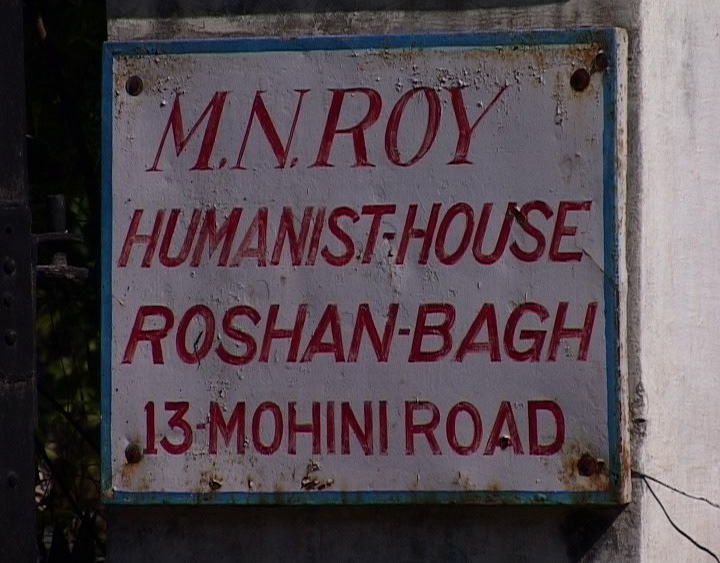 M.N.ROY
HUMANIST-HOUSE
ROSHAN-BAGH
13-MOHINI ROAD